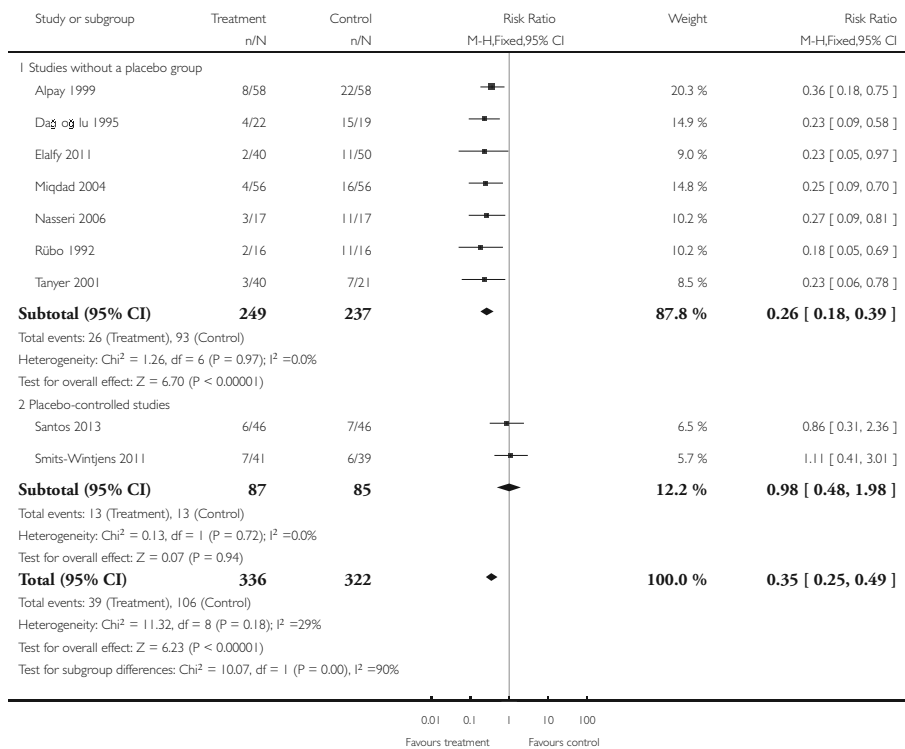 Study or subgroup Treatment Control Risk Ratio Weight Risk Ratio
n/N n/N M-H,Fixed,95% CI M-H,Fixed,95% CI
1 Studies without a placebo group
Alpay 1999 8/58 22/58 20.3 % 0.36 [ 0.18, 0.75 ]
Dağ oğ lu 1995 4/22 15/19 14.9 % 0.23 [ 0.09, 0.58 ]
Elalfy 2011 2/40 11/50 9.0 % 0.23 [ 0.05, 0.97 ]
Miqdad 2004 4/56 16/56 14.8 % 0.25 [ 0.09, 0.70 ]
Nasseri 2006 3/17 11/17 10.2 % 0.27 [ 0.09, 0.81 ]
Rübo 1992 2/16 11/16 10.2 % 0.18 [ 0.05, 0.69 ]
Tanyer 2001 3/40 7/21 8.5 % 0.23 [ 0.06, 0.78 ]
Subtotal (95% CI) 249 237 87.8 % 0.26 [ 0.18, 0.39 ]
Total events: 26 (Treatment), 93 (Control)
Heterogeneity: Chi² = 1.26, df = 6 (P = 0.97); I² =0.0%
Test for overall effect: Z = 6.70 (P < 0.00001)
2 Placebo-controlled studies
Santos 2013 6/46 7/46 6.5 % 0.86 [ 0.31, 2.36 ]
Smits-Wintjens 2011 7/41 6/39 5.7 % 1.11 [ 0.41, 3.01 ]
Subtotal (95% CI) 87 85 12.2 % 0.98 [ 0.48, 1.98 ]
Total events: 13 (Treatment), 13 (Control)
Heterogeneity: Chi² = 0.13, df = 1 (P = 0.72); I² =0.0%
Test for overall effect: Z = 0.07 (P = 0.94)
Total (95% CI) 336 322 100.0 % 0.35 [ 0.25, 0.49 ]
Total events: 39 (Treatment), 106 (Control)
Heterogeneity: Chi² = 11.32, df = 8 (P = 0.18); I² =29%
Test for overall effect: Z = 6.23 (P < 0.00001)
Test for subgroup differences: Chi² = 10.07, df = 1 (P = 0.00), I² =90%
0.01 0.1 1 10 100
Favours treatment Favours control